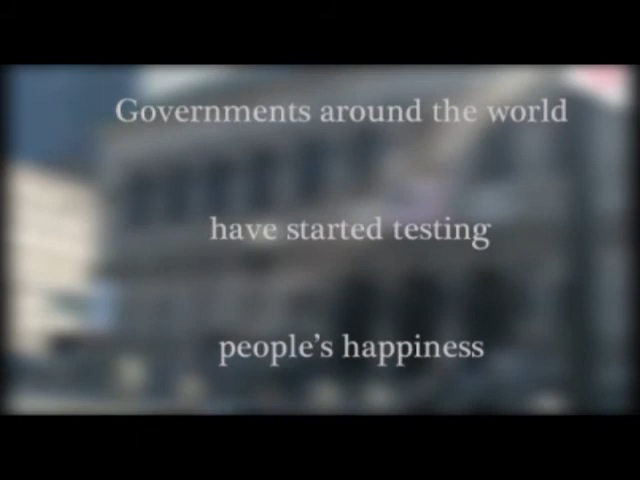 Governments around the world
have started testing
people's happiness